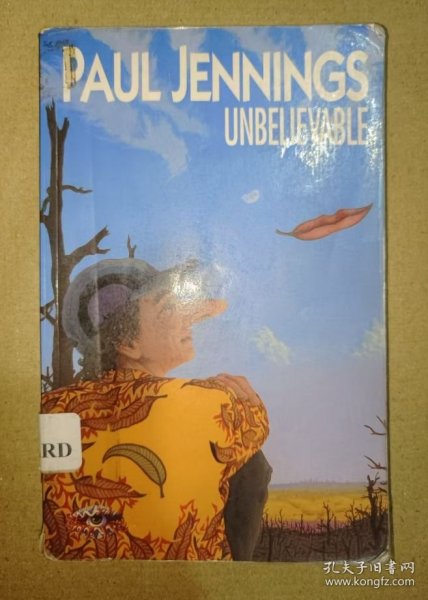 PAUL JENNINGS
UNBELIEVABLE
RD
孔夫子旧书网
www.kongfz.com